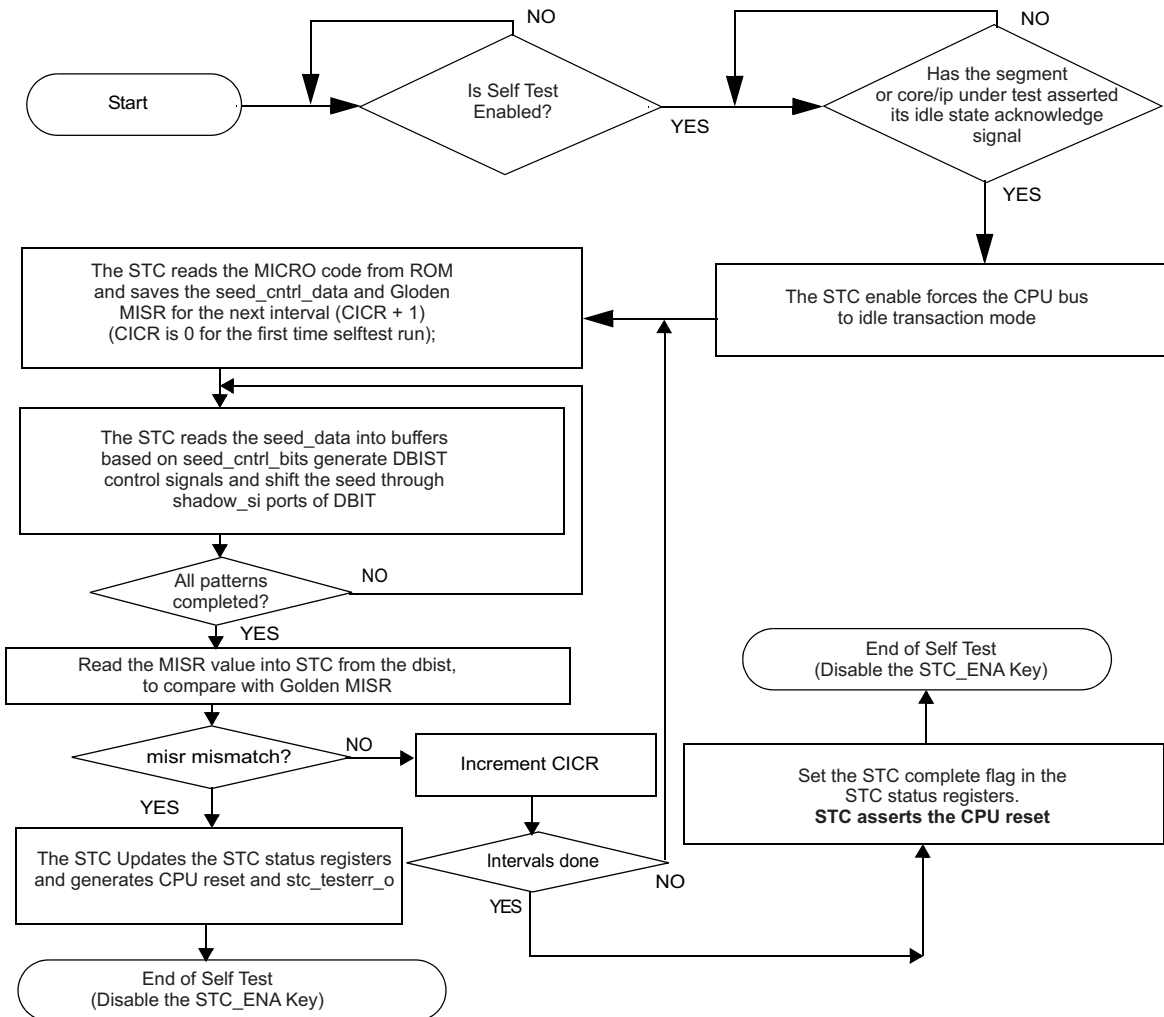 NO
NO
Start
Is Self Test
Enabled?
YES
Has the segment
or core/ip under test asserted
its idle state acknowledge
signal
YES
The STC enable forces the CPU bus
to idle transaction mode
The STC reads the MICRO code from ROM
and saves the seed_cntrl_data and Gloden
MISR for the next interval (CICR + 1)
(CICR is 0 for the first time selftest run);
The STC reads the seed_data into buffers
based on seed_cntrl_bits generate DBIST
control signals and shift the seed through
shadow_si ports of DBIT
All patterns
completed?
NO
YES
Read the MISR value into STC from the dbist,
to compare with Golden MISR
misr mismatch?
NO
YES
Increment CICR
Intervals done
NO
YES
The STC Updates the STC status registers
and generates CPU reset and stc_testerr_o
End of Self Test
(Disable the STC_ENA Key)
Set the STC complete flag in the
STC status registers.
STC asserts the CPU reset
End of Self Test
(Disable the STC_ENA Key)